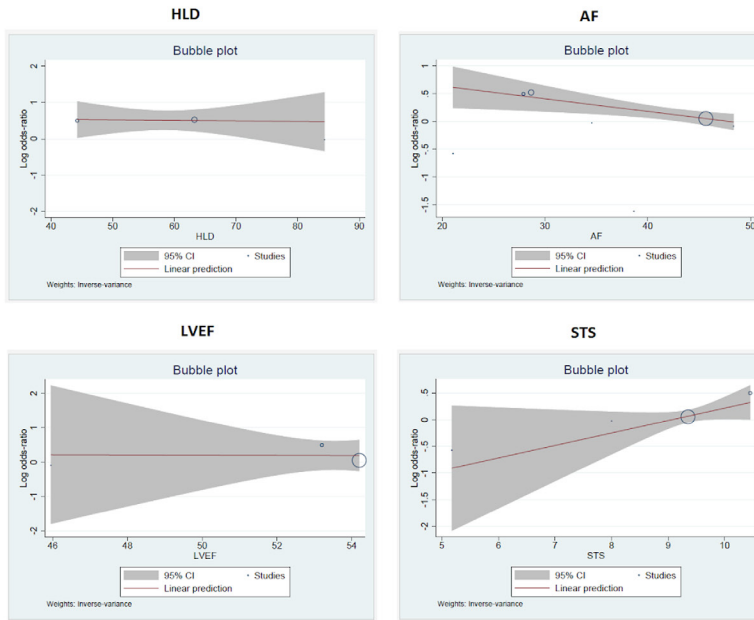 HLD
Bubble plot
Log odds-ratio
2
1
0
-1
-2
40 50 60 70 80 90
HLD
95% CI • Studies
Linear prediction
Weights: Inverse-variance
AF
Bubble plot
Log odds-ratio
1
.5
0
-.5
-1
-1.5
20 30 40 50
AF
95% CI • Studies
Linear prediction
Weights: Inverse-variance
LVEF
Bubble plot
Log odds-ratio
2
1
0
-1
-2
46 48 50 52 54
LVEF
95% CI • Studies
Linear prediction
Weights: Inverse-variance
STS
Bubble plot
Log odds-ratio
.5
0
-.5
-1
-1.5
-2
5 6 7 8 9 10
STS
95% CI • Studies
Linear prediction
Weights: Inverse-variance